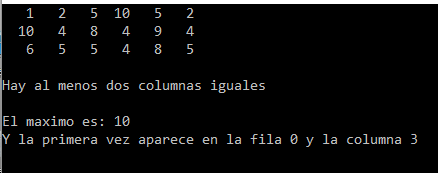 1 2 5 10 5 2
10 4 8 4 9 4
6 5 5 4 8 5
Hay al menos dos columnas iguales
El maximo es: 10
Y la primera vez aparece en la fila 0 y la columna 3